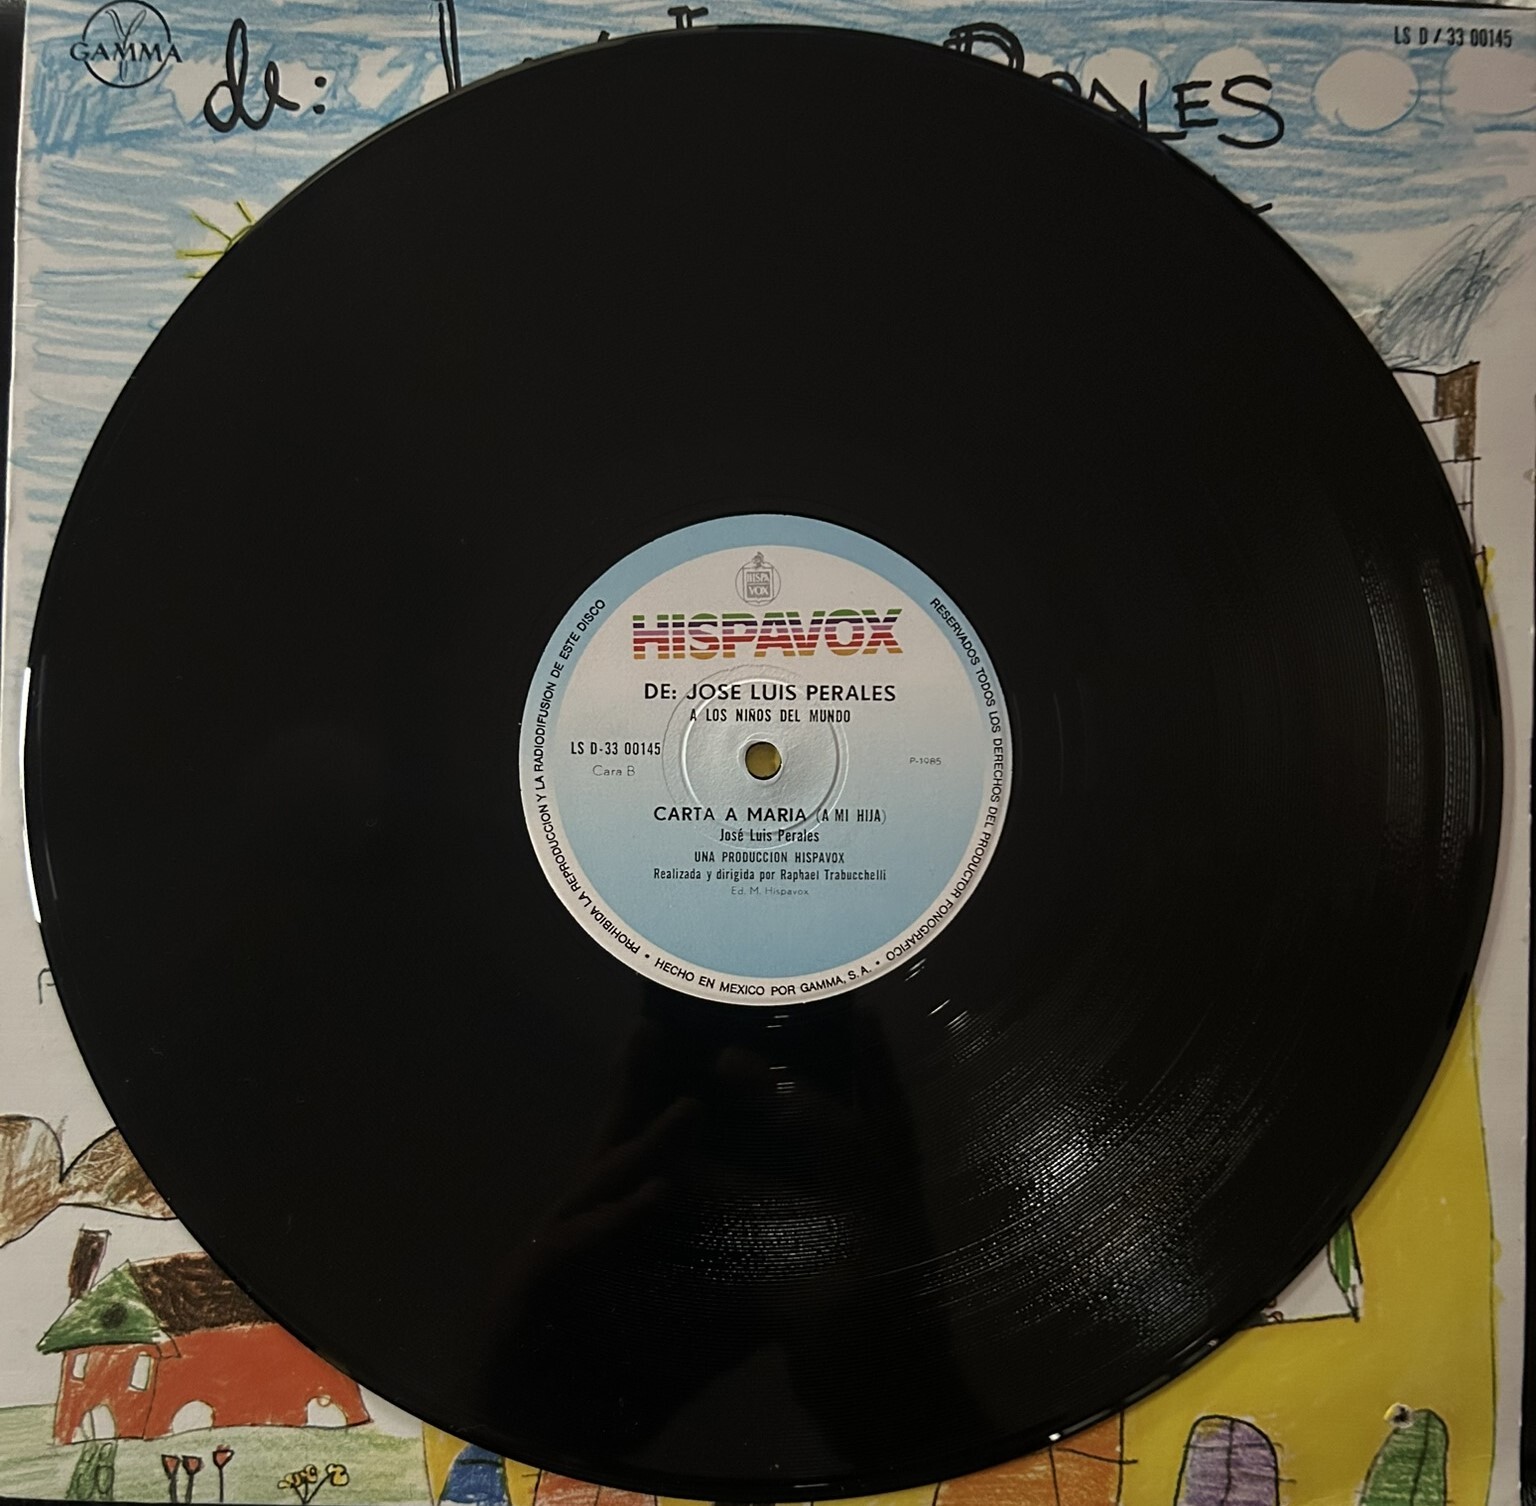 GAMMA
de:
LS D / 33 00145
HISPA
VOX
HISPAVOX
DE: JOSE LUIS PERALES
A LOS NIÑOS DEL MUNDO
LS D-33 00145
Cara B
P-1985
CARTA A MARIA (A MI HIJA)
José Luis Perales
UNA PRODUCCION HISPAVOX
Realizada y dirigida por Raphael Trabucchelli
Ed. M. Hispavox
RESERVADOS TODOS LOS DERECHOS DEL PRODUCTOR FONOGRAFICO • HECHO EN MEXICO POR GAMMA, S.A. • PROHIBIDA LA REPRODUCCION Y LA RADIODIFUSION DE ESTE DISCO